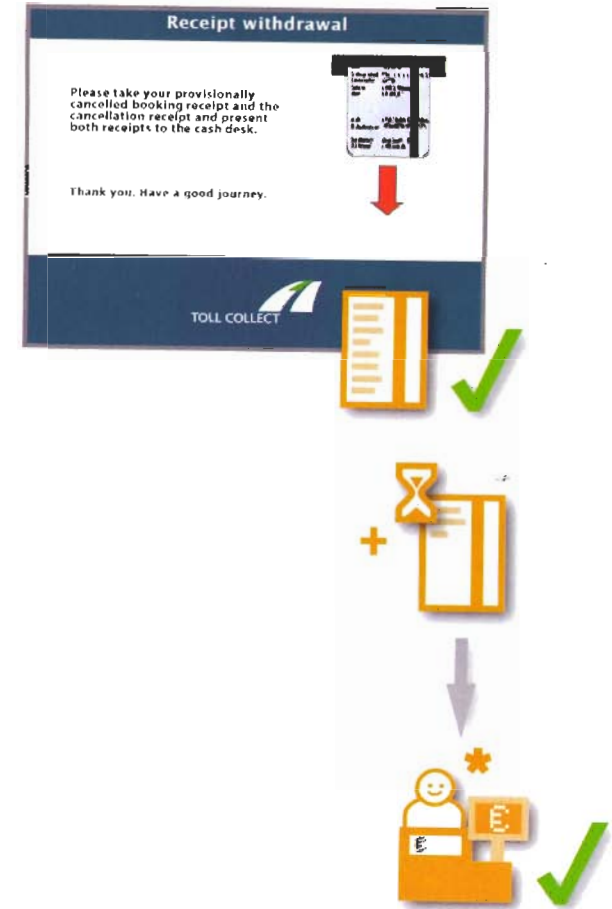 Receipt withdrawal
Please take your provisionally
cancelled booking receipt and the
cancellation receipt and present
both receipts to the cash desk.
Thank you. Have a good journey.
TOLL COLLECT
+
*
€
€